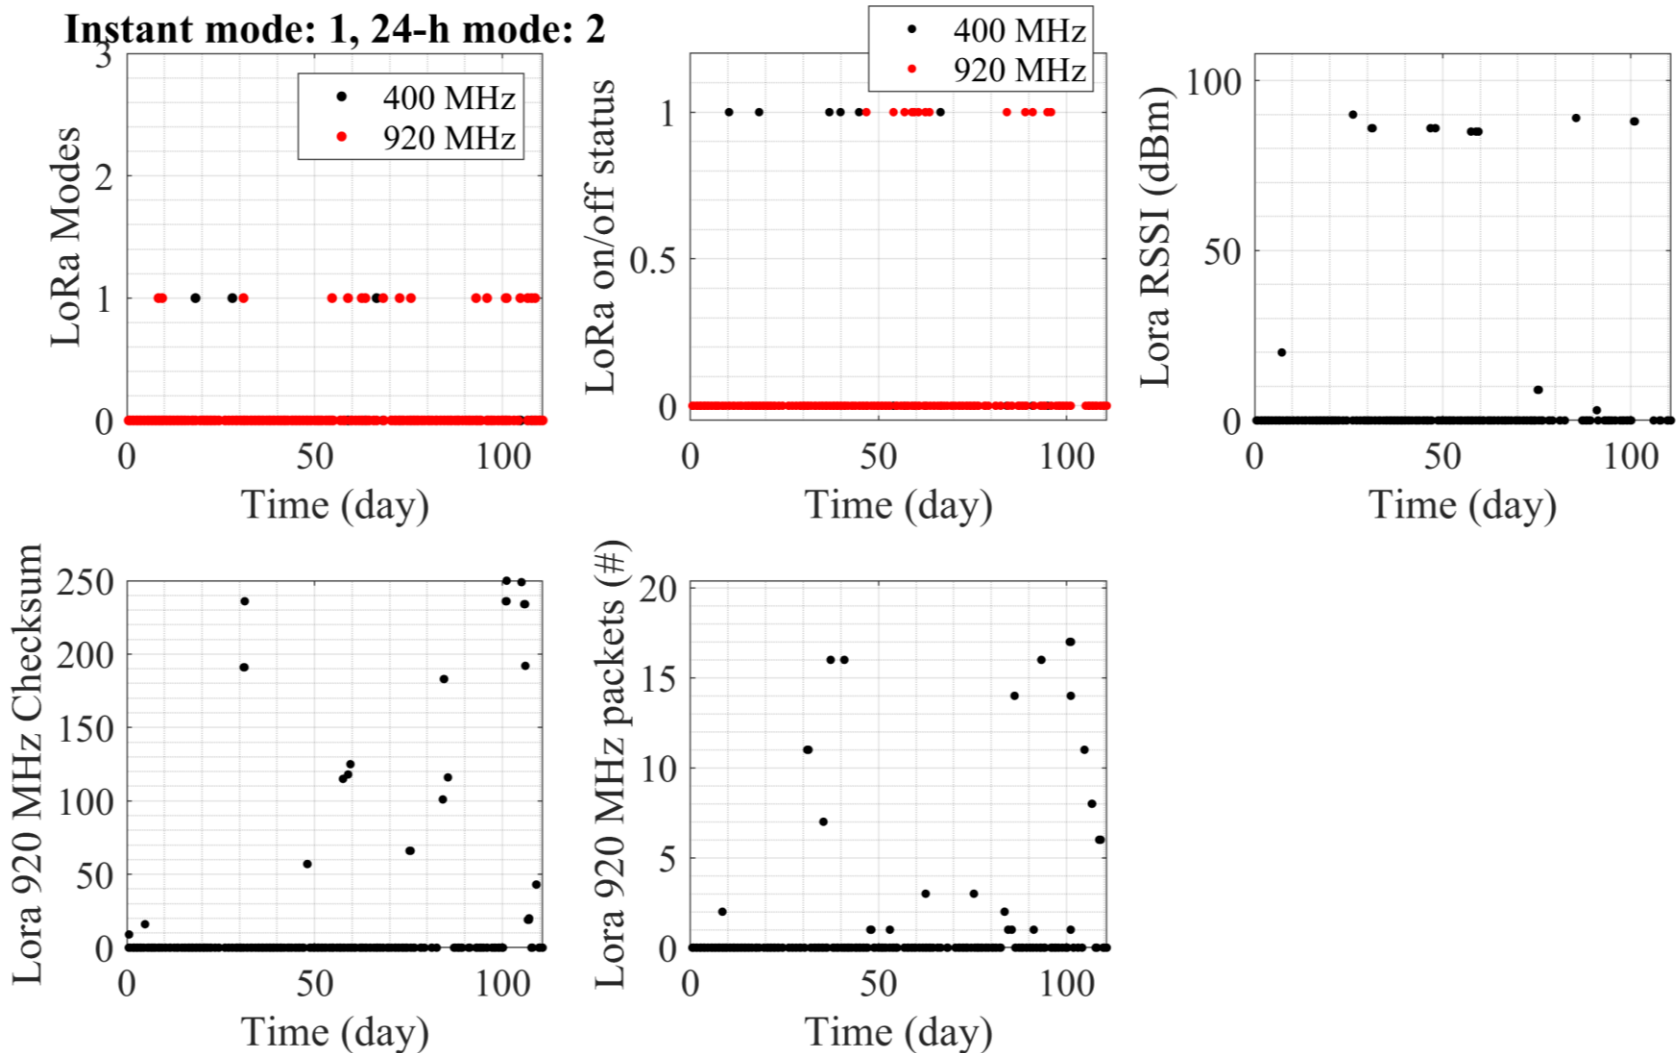 Instant mode: 1, 24-h mode: 2
400 MHz
920 MHz
LoRa Modes
3
2
1
0
0 50 100
Time (day)
400 MHz
920 MHz
LoRa on/off status
1
0.5
0
0 50 100
Time (day)
Lora RSSI (dBm)
100
50
0
0 50 100
Time (day)
Lora 920 MHz Checksum
250
200
150
100
50
0
0 50 100
Time (day)
Lora 920 MHz packets (#)
20
15
10
5
0
0 50 100
Time (day)